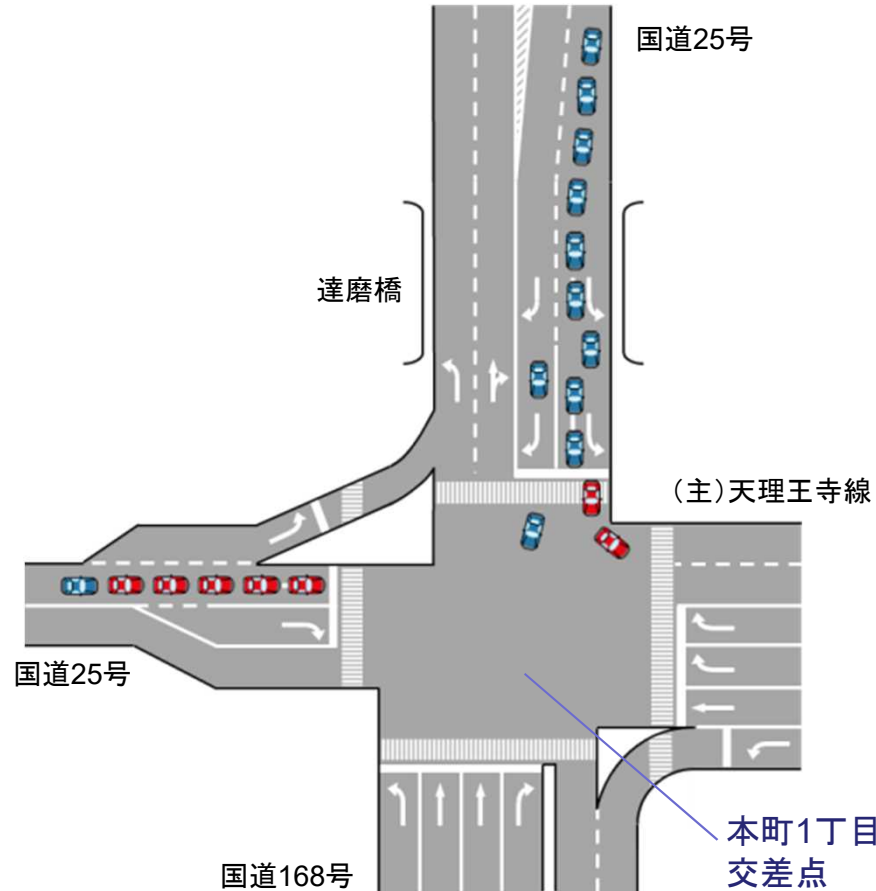 国道25号
達磨橋
(主)天理王寺線
国道25号
本町1丁目
交差点
国道168号